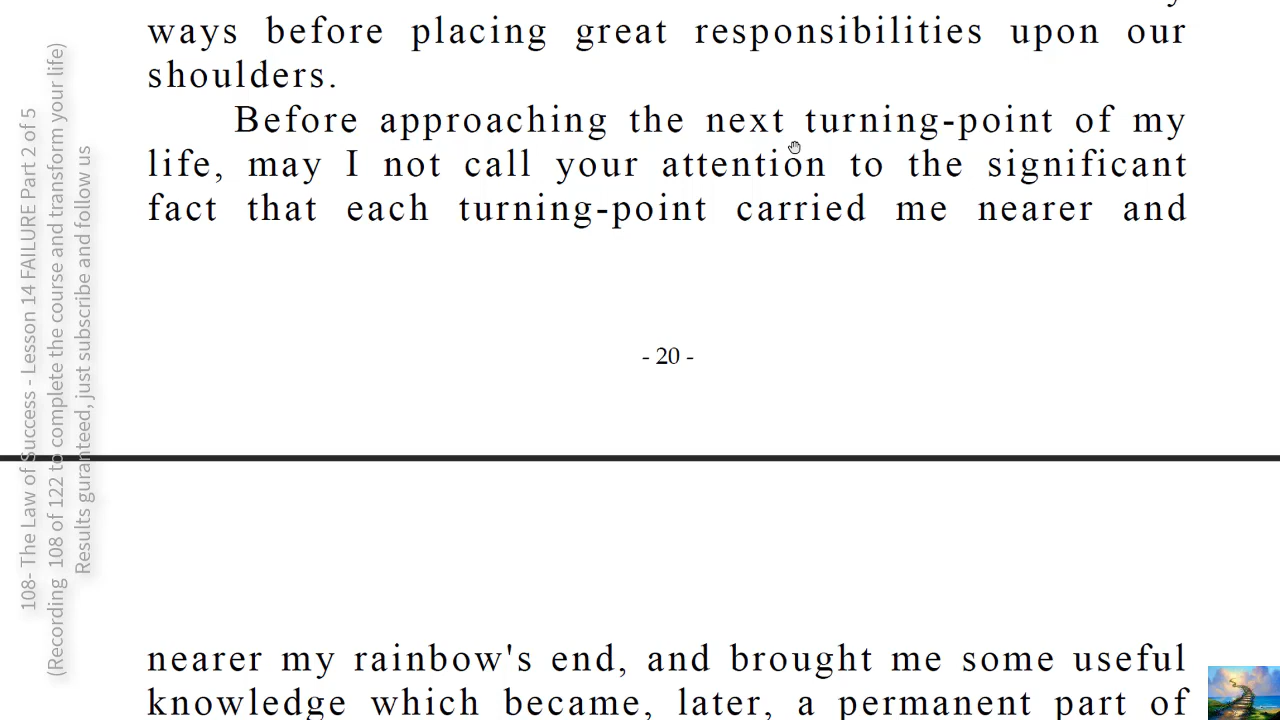 ways before placing great responsibilities upon our
shoulders.
Before approaching the next turning-point of my
life, may I not call your attention to the significant
fact that each turning-point carried me nearer and
- 20 -
nearer my rainbow's end, and brought me some useful
knowledge which became, later, a permanent part of
108- The Law of Success - Lesson 14 FAILURE Part 2 of 5
(Recording 108 of 122 to complete the course and transform your life)
Results guranteed, just subscribe and follow us